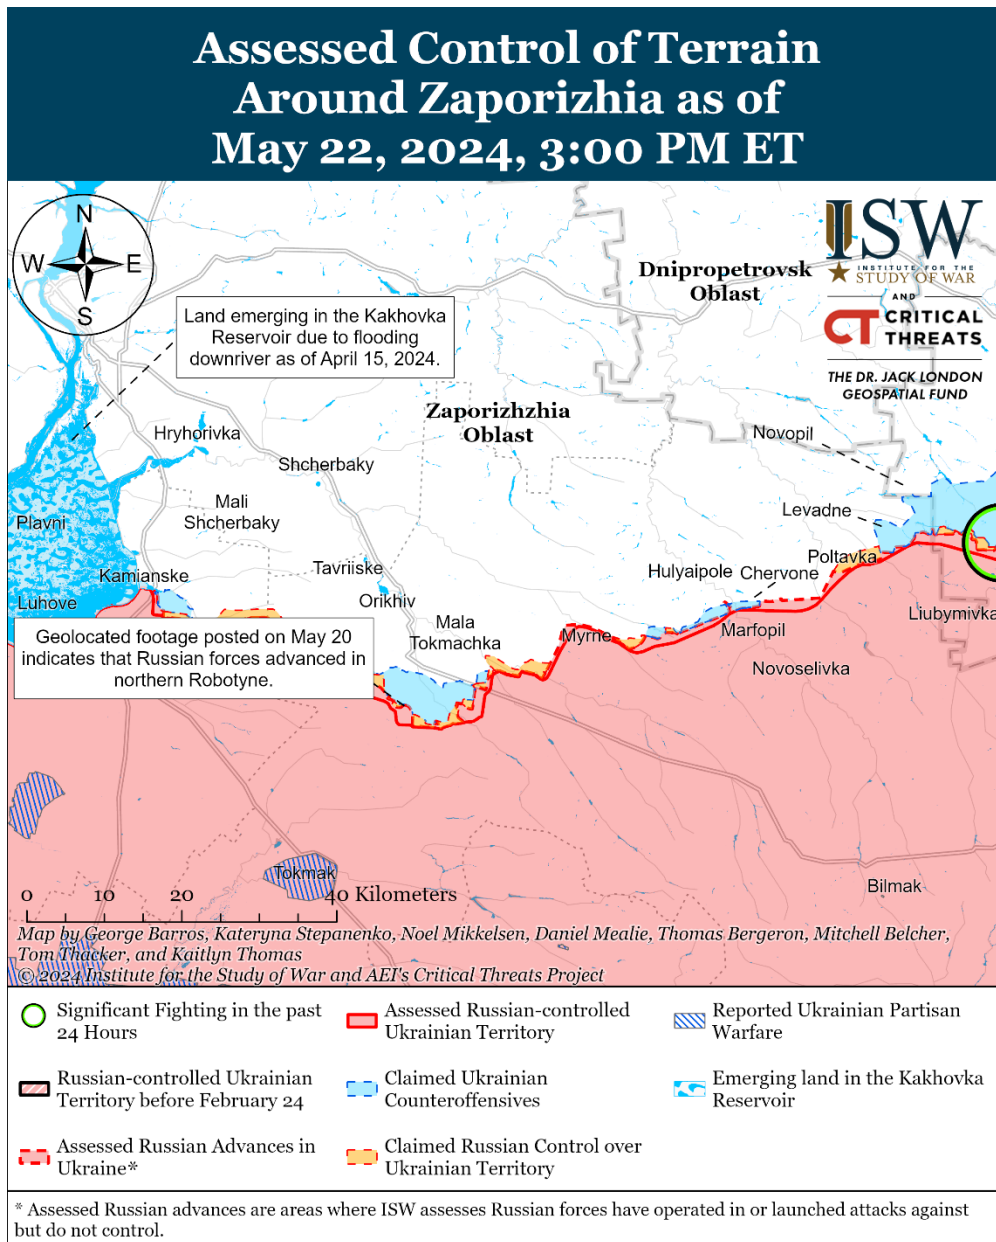 Assessed Control of Terrain
Around Zaporizhia as of
May 22, 2024, 3:00 PM ET
N
W
E
S
ISW
INSTITUTE FOR THE
STUDY OF WAR
AND
CT CRITICAL
THREATS
THE DR. JACK LONDON
GEOSPATIAL FUND
Dnipropetrovsk
Oblast
Land emerging in the Kakhovka
Reservoir due to flooding
downriver as of April 15, 2024.
Zaporizhzhia
Oblast
Hryhorivka
Novopil
Shcherbaky
Mali
Shcherbaky
Levadne
Plavni
Poltavka
Tavriiske
Kamianske
Hulyaipole
Chervone
Orikhiv
Luhove
Liubymivka
Mala
Tokmachka
Myrne
Marfopil
Geolocated footage posted on May 20
indicates that Russian forces advanced in
northern Robotyne.
Novoselivka
Tokmak
Bilmak
0 10 20 40 Kilometers
Map by George Barros, Kateryna Stepanenko, Noel Mikkelsen, Daniel Mealie, Thomas Bergeron, Mitchell Belcher,
Tom Thacker, and Kaitlyn Thomas
© 2024 Institute for the Study of War and AEI's Critical Threats Project
Significant Fighting in the past
24 Hours
Assessed Russian-controlled
Ukrainian Territory
Reported Ukrainian Partisan
Warfare
Russian-controlled Ukrainian
Territory before February 24
Claimed Ukrainian
Counteroffensives
Emerging land in the Kakhovka
Reservoir
Assessed Russian Advances in
Ukraine*
Claimed Russian Control over
Ukrainian Territory
* Assessed Russian advances are areas where ISW assesses Russian forces have operated in or launched attacks against
but do not control.